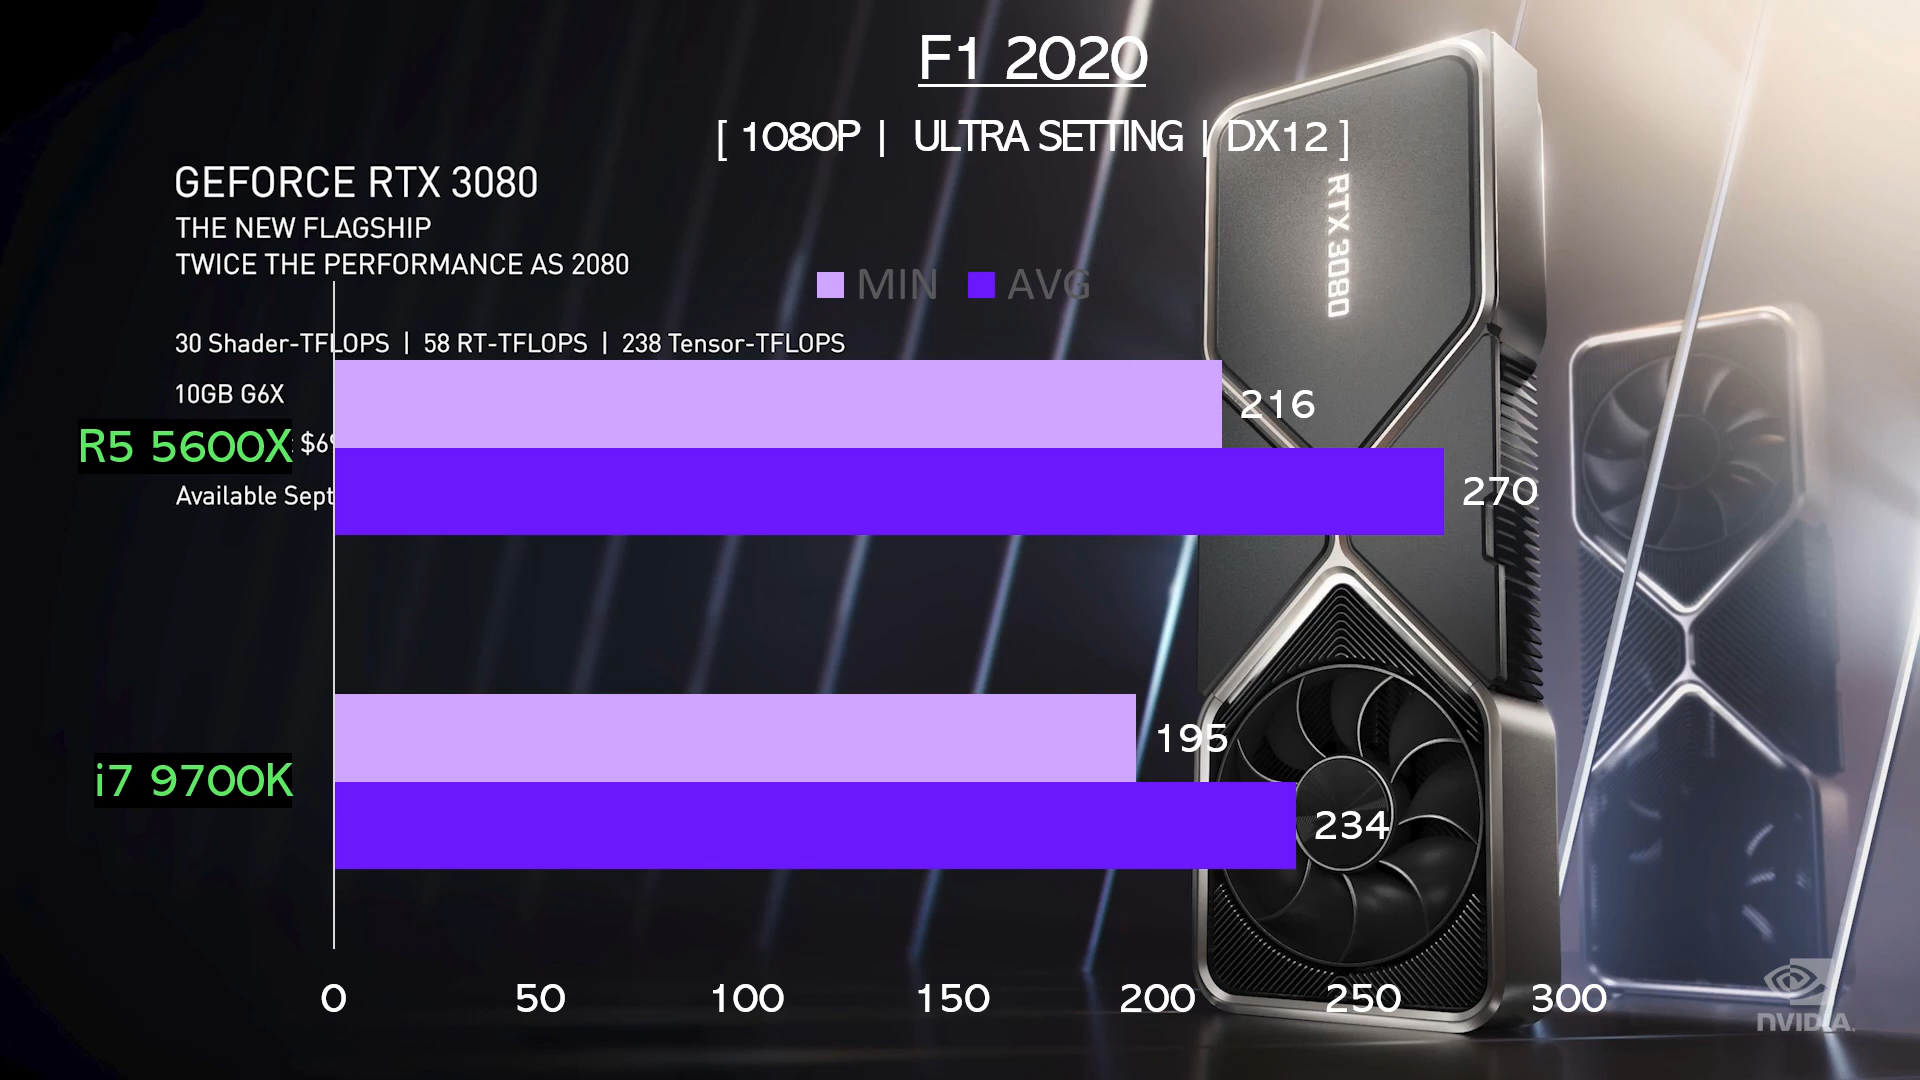 F1 2020
[ 1080P | ULTRA SETTING | DX12 ]
GEFORCE RTX 3080
THE NEW FLAGSHIP
TWICE THE PERFORMANCE AS 2080
MIN AVG
30 Shader-TFLOPS | 58 RT-TFLOPS | 238 Tensor-TFLOPS
10GB G6X
R5 5600X
Available Sept
216
270
i7 9700K
195
234
0 50 100 150 200 250 300
RTX 3080
NVIDIA.